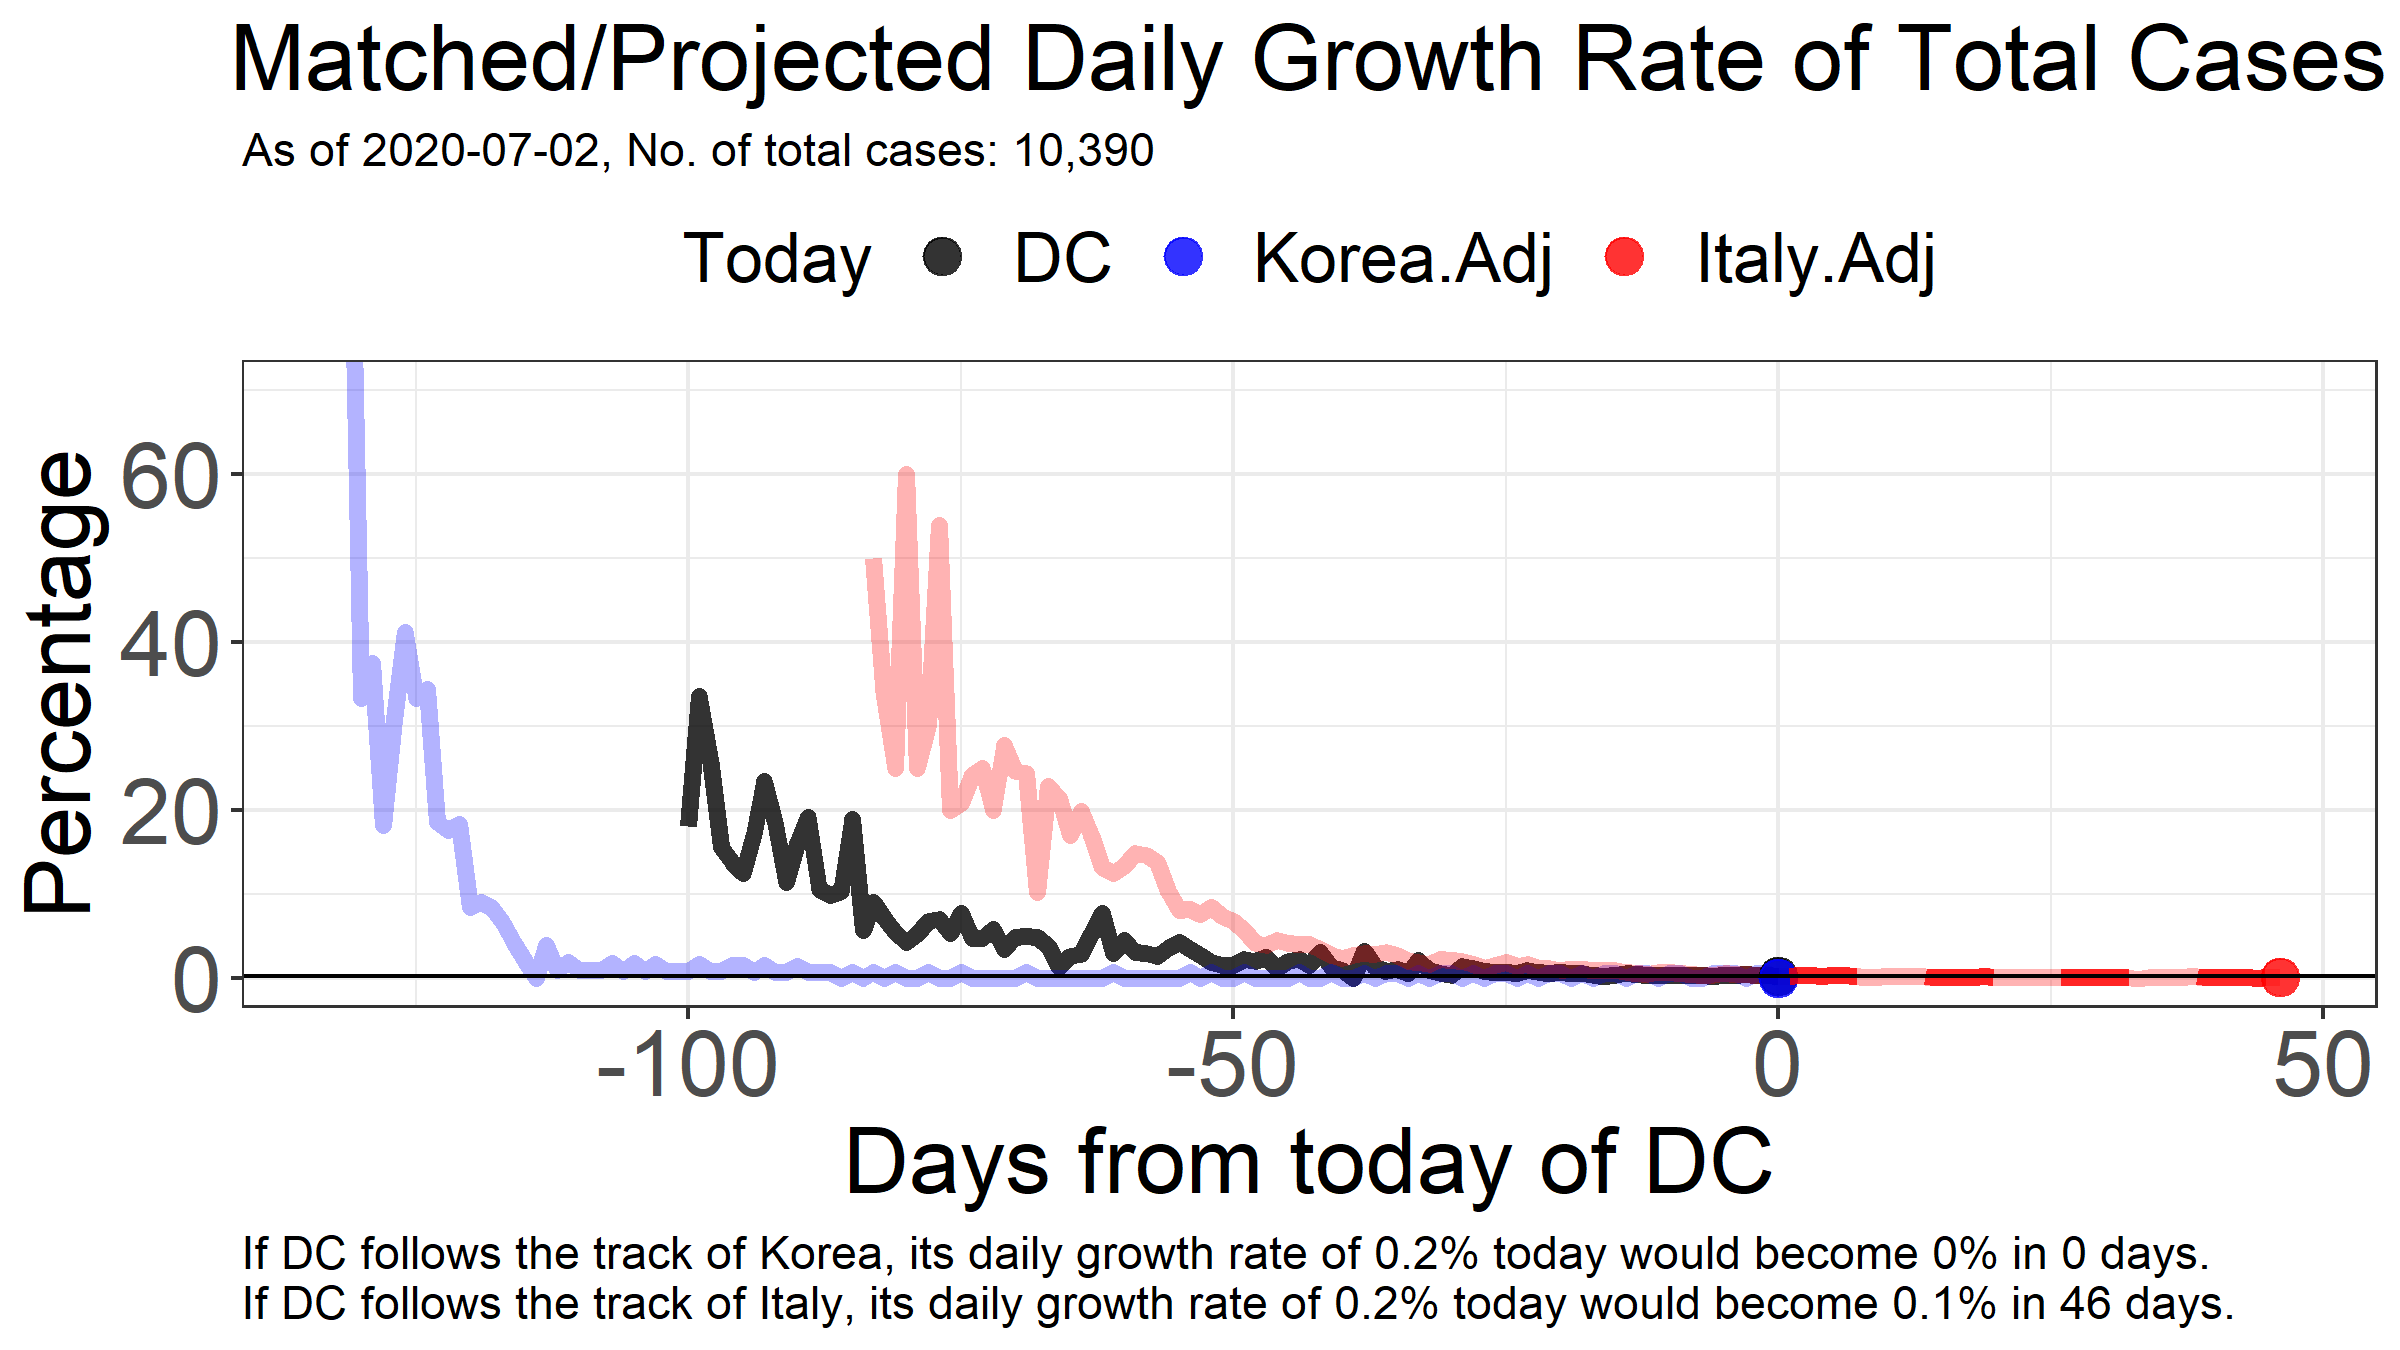 Matched/Projected Daily Growth Rate of Total Cases
As of 2020-07-02, No. of total cases: 10,390
Today DC Korea.Adj Italy.Adj
Percentage
60
40
20
0
-100 -50 0 50
Days from today of DC
If DC follows the track of Korea, its daily growth rate of 0.2% today would become 0% in 0 days.
If DC follows the track of Italy, its daily growth rate of 0.2% today would become 0.1% in 46 days.